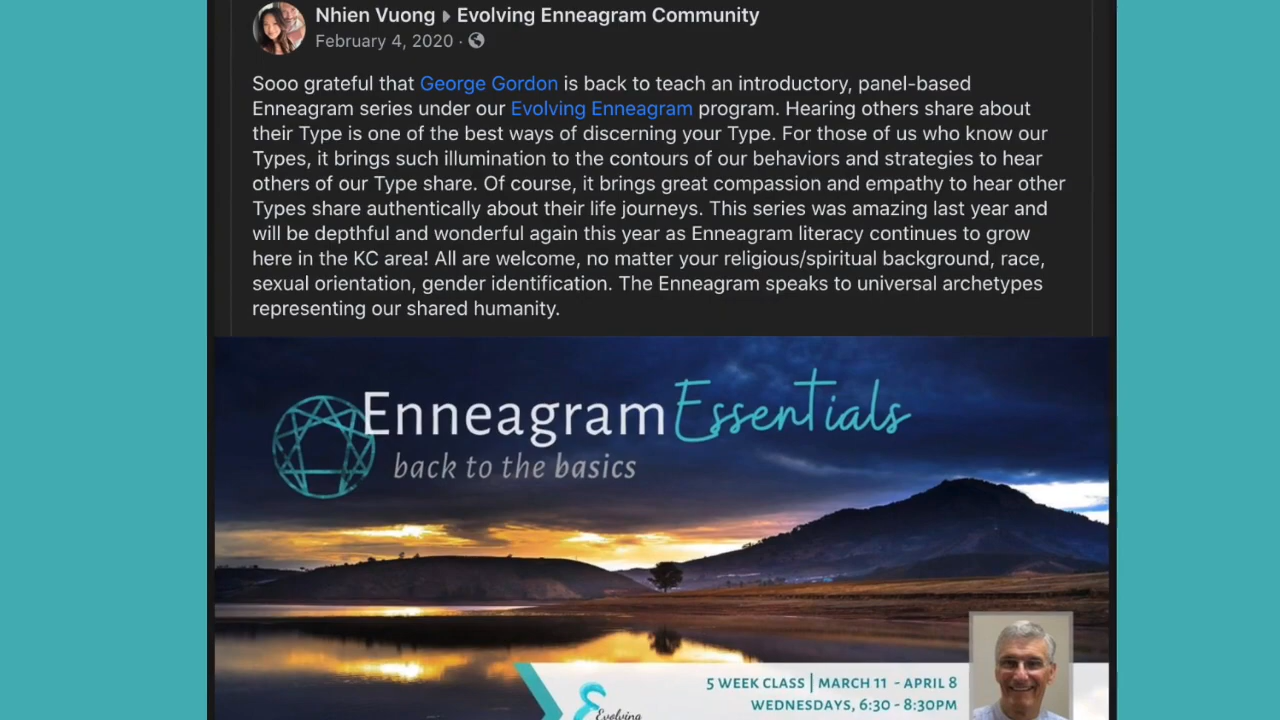 Nhien Vuong ▸ Evolving Enneagram Community
February 4, 2020 ·
Sooo grateful that George Gordon is back to teach an introductory, panel-based
Enneagram series under our Evolving Enneagram program. Hearing others share about
their Type is one of the best ways of discerning your Type. For those of us who know our
Types, it brings such illumination to the contours of our behaviors and strategies to hear
others of our Type share. Of course, it brings great compassion and empathy to hear other
Types share authentically about their life journeys. This series was amazing last year and
will be depthful and wonderful again this year as Enneagram literacy continues to grow
here in the KC area! All are welcome, no matter your religious/spiritual background, race,
sexual orientation, gender identification. The Enneagram speaks to universal archetypes
representing our shared humanity.
Enneagram Essentials
back to the basics
5 WEEK CLASS | MARCH 11 - APRIL 8
WEDNESDAYS, 6:30 - 8:30PM
Evolving